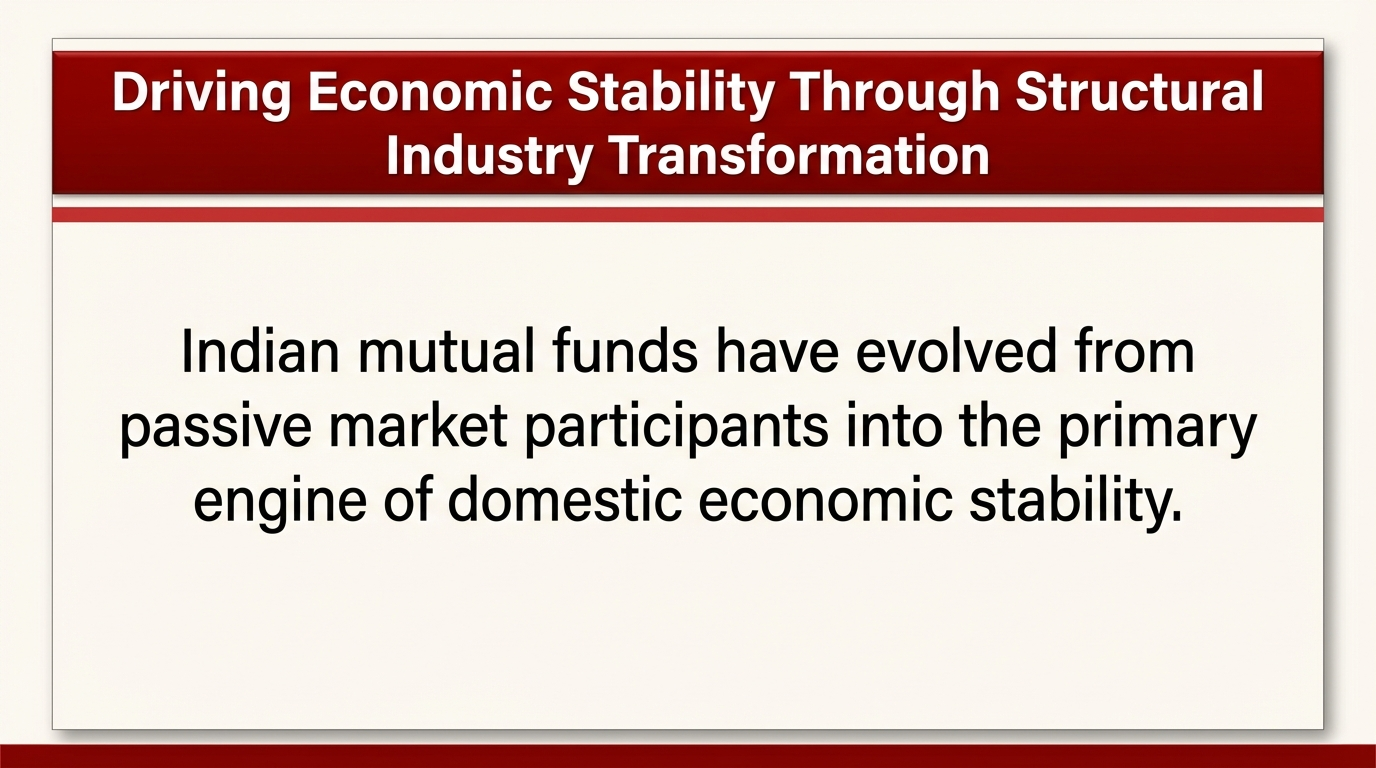 Driving Economic Stability Through Structural
Industry Transformation
Indian mutual funds have evolved from
passive market participants into the primary
engine of domestic economic stability.